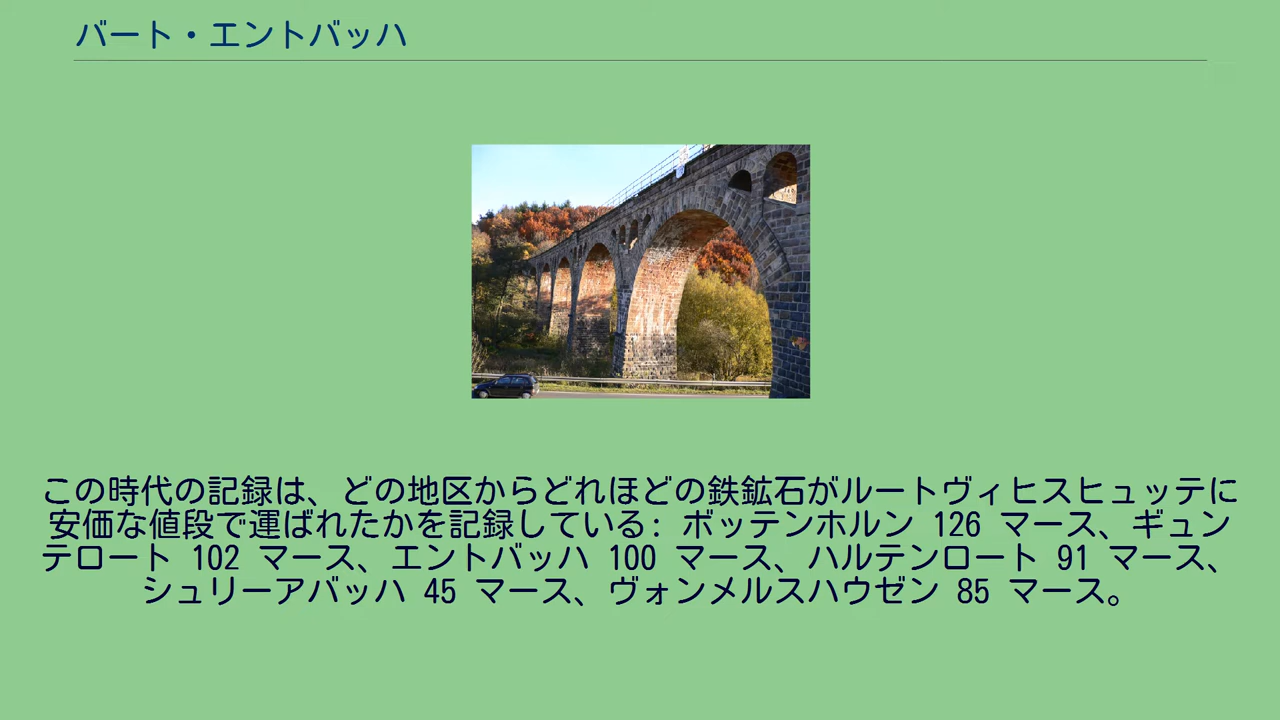 バート・エントバッハ
この時代の記録は、どの地区からどれほどの鉄鉱石がルートヴィヒスヒュッテに
安価な値段で運ばれたかを記録している: ボッテンホルン 126 マース、ギュン
テロート 102 マース、エントバッハ 100 マース、ハルテンロート 91 マース、
シュリーアバッハ 45 マース、ヴォンメルスハウゼン 85 マース。